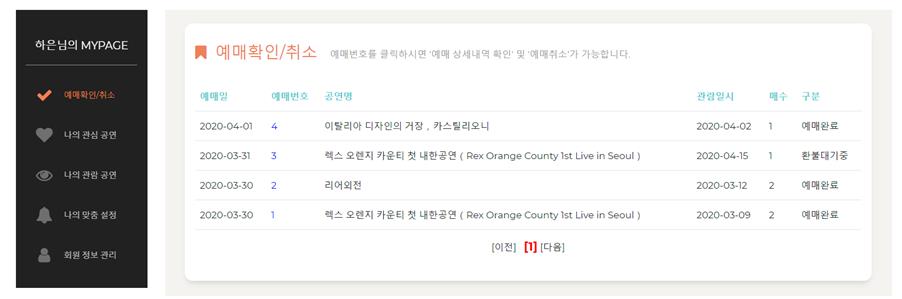 하은님의 MYPAGE
예매확인/취소
나의 관심 공연
나의 관람 공연
나의 맞춤 설정
회원 정보 관리
예매확인/취소 예매번호를 클릭하시면 '예매 상세내역 확인' 및 '예매취소'가 가능합니다.
예매일 예매번호 공연명 관람일시 매수 구분
2020-04-01 4 이탈리아 디자인의 거장 , 카스틸리오니 2020-04-02 1 예매완료
2020-03-31 3 렉스 오렌지 카운티 첫 내한공연 ( Rex Orange County 1st Live in Seoul ) 2020-04-15 1 환불대기중
2020-03-30 2 리어외전 2020-03-12 2 예매완료
2020-03-30 1 렉스 오렌지 카운티 첫 내한공연 ( Rex Orange County 1st Live in Seoul ) 2020-03-09 2 예매완료
[이전] [1] [다음]